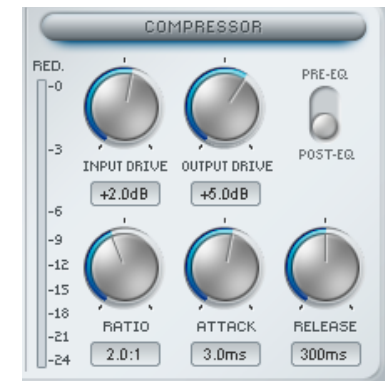 COMPRESSOR
RED.
-0
-3
-6
-9
-12
-15
-18
-21
-24
PRE-EQ
POST-EQ
INPUT DRIVE
OUTPUT DRIVE
+2.0dB
+5.0dB
RATIO
ATTACK
RELEASE
2.0:1
3.0ms
300ms